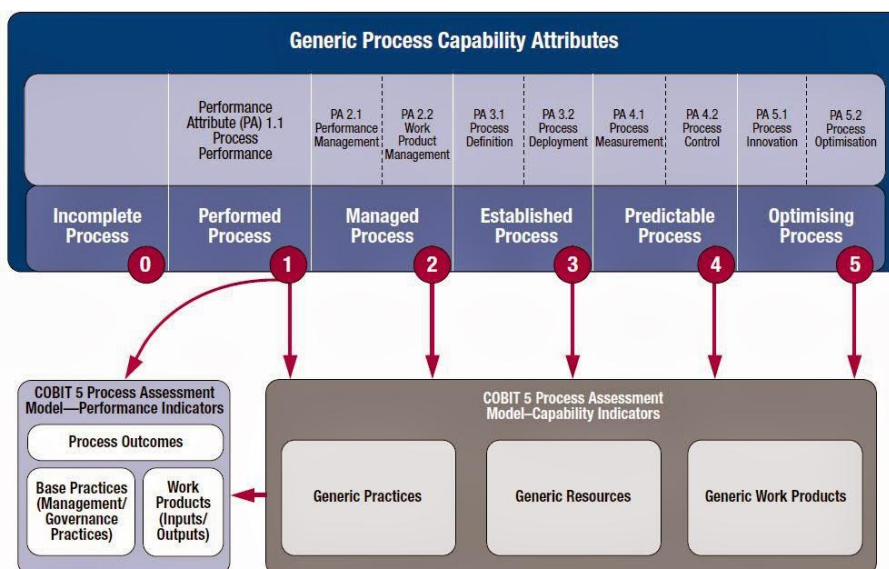 Generic Process Capability Attributes
Performance
Attribute (PA) 1.1
Process
Performance
PA 2.1
Performance
Management
PA 2.2
Work
Product
Management
PA 3.1
Process
Definition
PA 3.2
Process
Deployment
PA 4.1
Process
Measurement
PA 4.2
Process
Control
PA 5.1
Process
Innovation
PA 5.2
Process
Optimisation
Incomplete
Process
0
Performed
Process
1
Managed
Process
2
Established
Process
3
Predictable
Process
4
Optimising
Process
5
COBIT 5 Process Assessment
Model—Performance Indicators
Process Outcomes
Base Practices
(Management/
Governance
Practices)
Work
Products
(Inputs/
Outputs)
COBIT 5 Process Assessment
Model–Capability Indicators
Generic Practices
Generic Resources
Generic Work Products